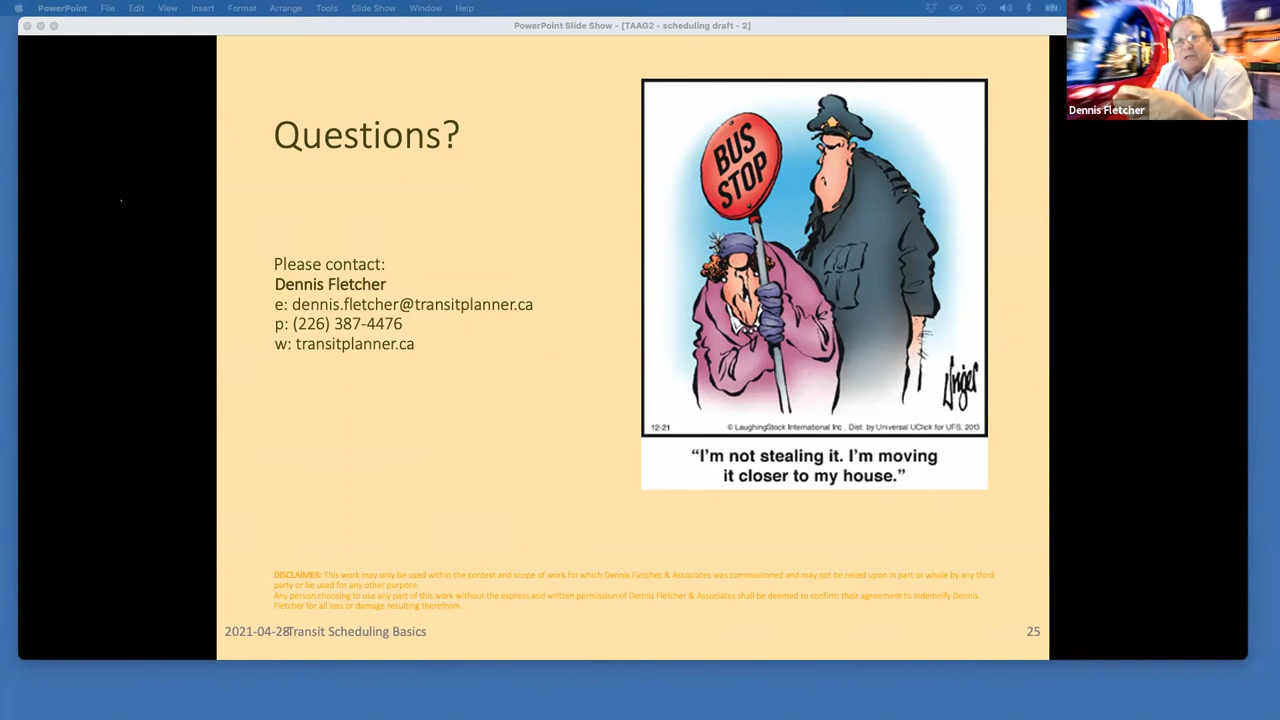 PowerPoint File Edit View Insert Format Arrange Tools Slide Show Window Help
PowerPoint Slide Show - [TAAG2 - scheduling draft - 2]
Dennis Fletcher
Questions?
Please contact:
Dennis Fletcher
e: dennis.fletcher@transitplanner.ca
p: (226) 387-4476
w: transitplanner.ca
BUS
STOP
Unger
12-21 © LaughingStock International Inc., Dist. by Universal UClick for UFS, 2013
"I'm not stealing it. I'm moving
it closer to my house."
DISCLAIMER: This work may only be used within the context and scope of work for which Dennis Fletcher & Associates was commissioned and may not be relied upon in part or whole by any third
party or be used for any other purpose.
Any person choosing to use any part of this work without the express and written permission of Dennis Fletcher & Associates shall be deemed to confirm their agreement to indemnify Dennis
Fletcher for all loss or damage resulting therefrom.
2021-04-28Transit Scheduling Basics 25